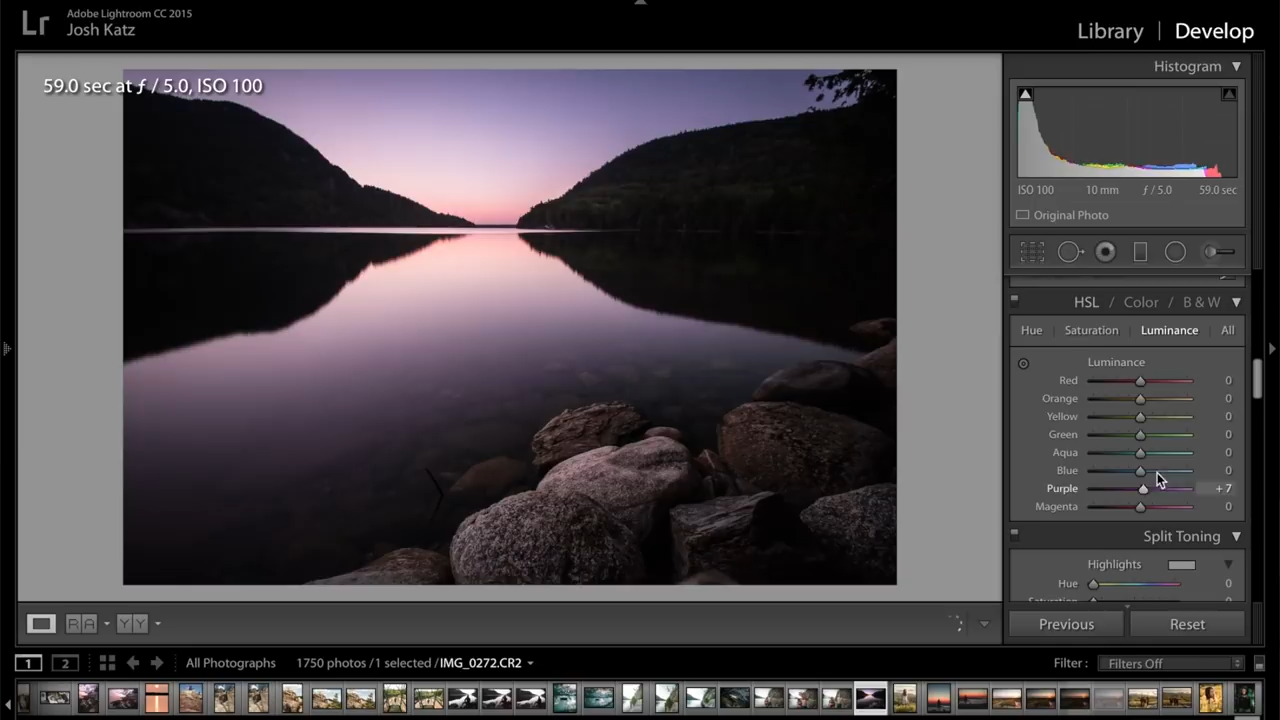 Adobe Lightroom CC 2015
Josh Katz
Library | Develop
59.0 sec at ƒ / 5.0, ISO 100
Histogram
ISO 100 10 mm ƒ / 5.0 59.0 sec
Original Photo
HSL / Color / B & W
Hue Saturation Luminance All
Luminance
Red 0
Orange 0
Yellow 0
Green 0
Aqua 0
Blue 0
Purple + 7
Magenta 0
Split Toning
Highlights
Hue 0
Saturation 0
Previous Reset
R A Y Y
1 2 All Photographs 1750 photos / 1 selected / IMG_0272.CR2 Filter : Filters Off